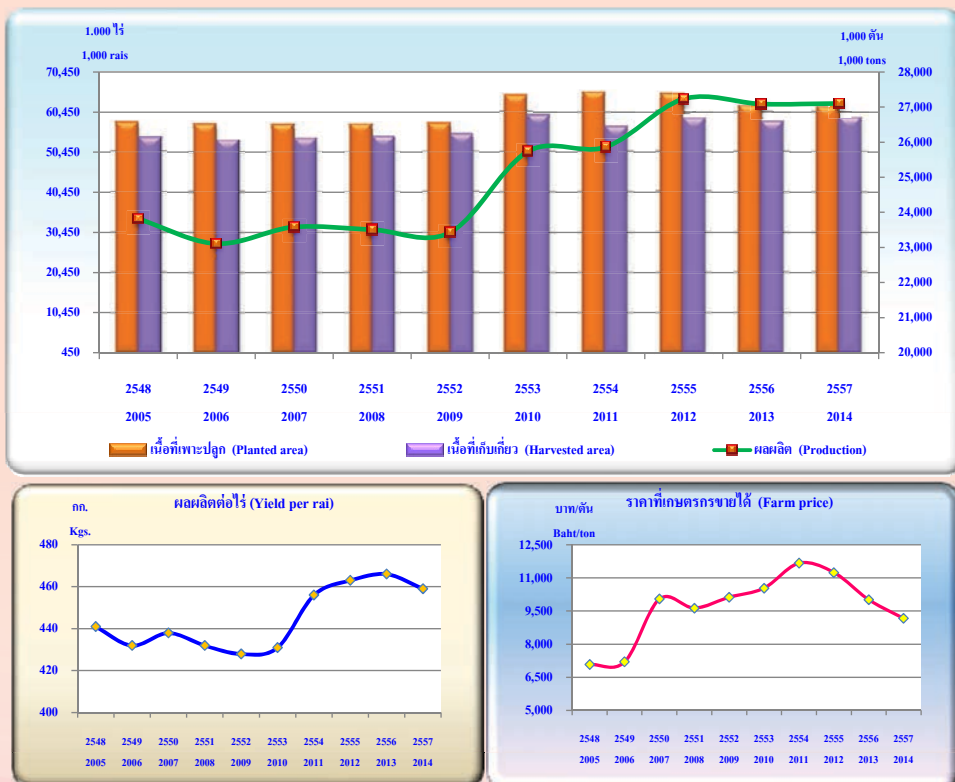 1.000 ไร่
1,000 rais
1,000 ตัน
1,000 tons
70,450
60,450
50,450
40,450
30,450
20,450
10,450
450
28,000
27,000
26,000
25,000
24,000
23,000
22,000
21,000
20,000
2548 2549 2550 2551 2552 2553 2554 2555 2556 2557
2005 2006 2007 2008 2009 2010 2011 2012 2013 2014
เนื้อที่เพาะปลูก (Planted area) เนื้อที่เก็บเกี่ยว (Harvested area) ผลผลิต (Production)
ผลผลิตต่อไร่ (Yield per rai)
กก.
Kgs.
480
460
440
420
400
2548 2549 2550 2551 2552 2553 2554 2555 2556 2557
2005 2006 2007 2008 2009 2010 2011 2012 2013 2014
ราคาที่เกษตรกรขายได้ (Farm price)
บาท/ตัน
Baht/ton
12,500
11,000
9,500
8,000
6,500
5,000
2548 2549 2550 2551 2552 2553 2554 2555 2556 2557
2005 2006 2007 2008 2009 2010 2011 2012 2013 2014